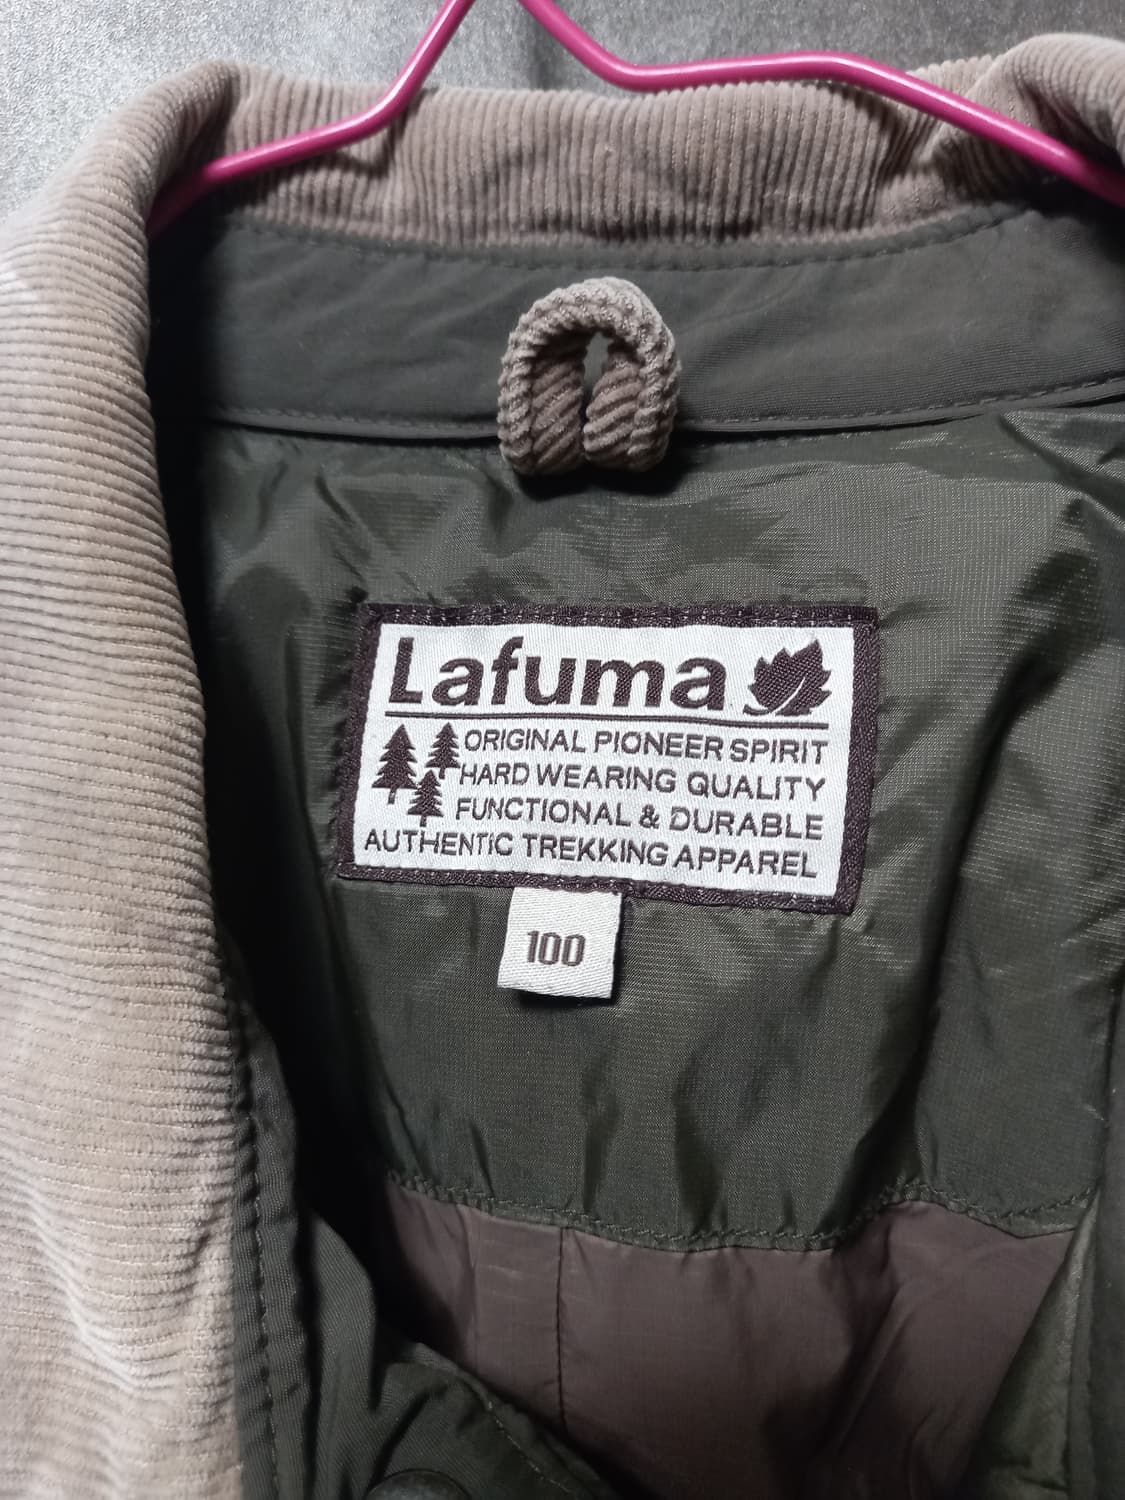 Lafuma
ORIGINAL PIONEER SPIRIT
HARD WEARING QUALITY
FUNCTIONAL & DURABLE
AUTHENTIC TREKKING APPAREL
100